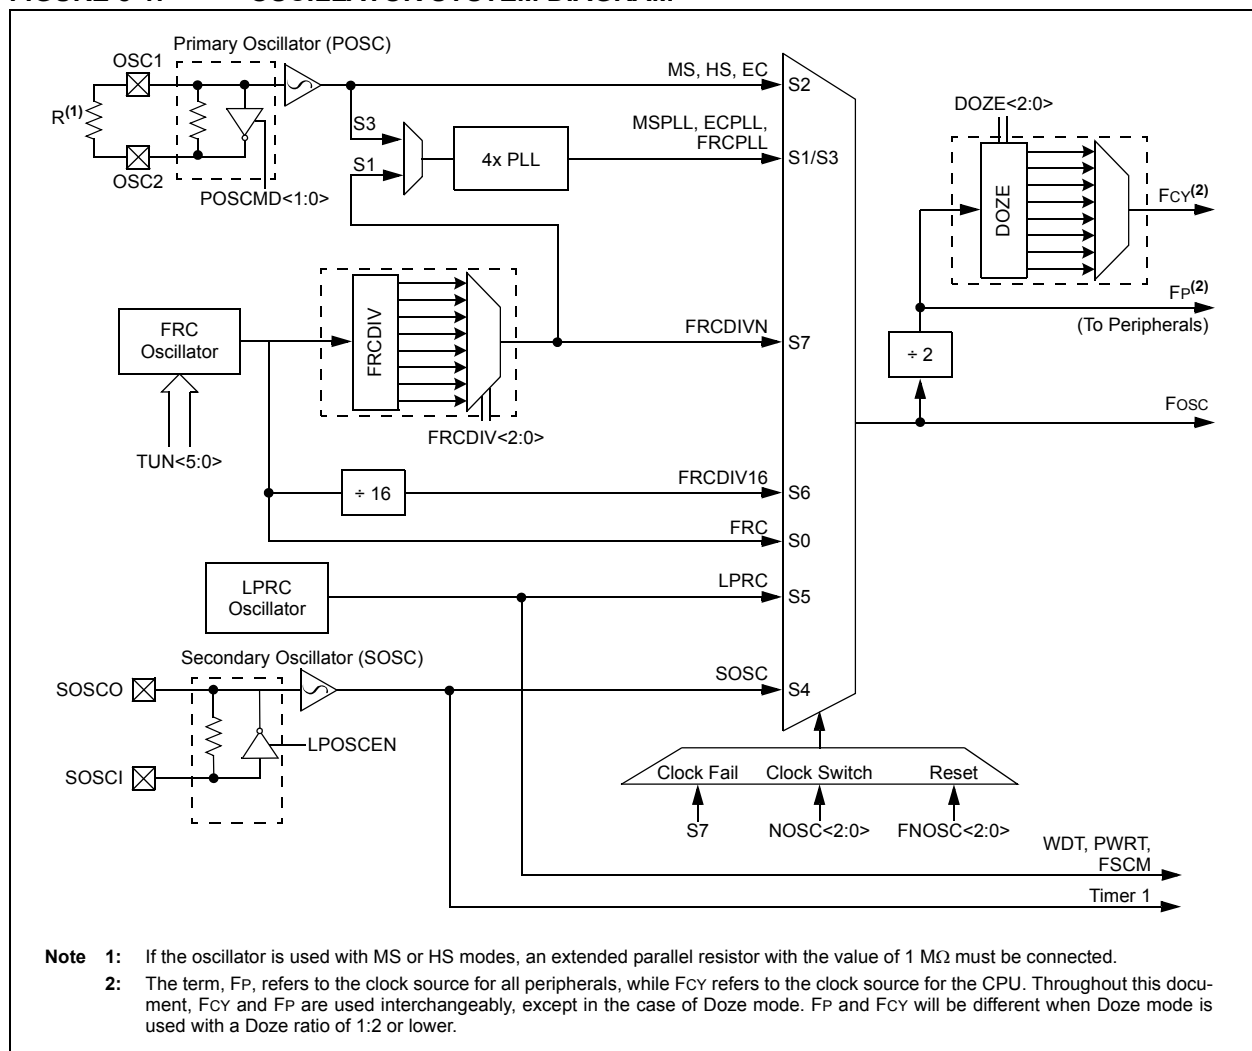 Primary Oscillator (POSC)
OSC1
R(1)
OSC2
POSCMD<1:0>
MS, HS, EC
S2
S3
S1
4x PLL
MSPLL, ECPLL,
FRCPLL
S1/S3
DOZE<2:0>
DOZE
FCY(2)
FP(2)
(To Peripherals)
÷ 2
FOSC
FRC
Oscillator
TUN<5:0>
FRCDIV
FRCDIV<2:0>
FRCDIVN
S7
÷ 16
FRCDIV16
S6
FRC
S0
LPRC
Oscillator
LPRC
S5
Secondary Oscillator (SOSC)
SOSCO
SOSCI
LPOSCEN
SOSC
S4
Clock Fail
Clock Switch
Reset
S7
NOSC<2:0>
FNOSC<2:0>
WDT, PWRT,
FSCM
Timer 1
Note 1: If the oscillator is used with MS or HS modes, an extended parallel resistor with the value of 1 MΩ must be connected.
2: The term, FP, refers to the clock source for all peripherals, while FCY refers to the clock source for the CPU. Throughout this docu-
ment, FCY and FP are used interchangeably, except in the case of Doze mode. FP and FCY will be different when Doze mode is
used with a Doze ratio of 1:2 or lower.